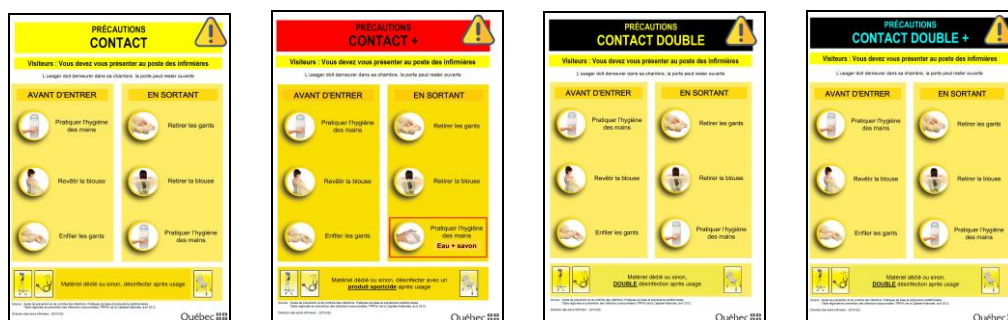 PRÉCAUTIONS
CONTACT
Visiteurs : Vous devez vous présenter au poste des infirmières
L'usager doit demeurer dans sa chambre, la porte peut rester ouverte
AVANT D'ENTRER
EN SORTANT
Pratiquer l'hygiène
des mains
Retirer les gants
Revêtir la blouse
Retirer la blouse
Enfiler les gants
Pratiquer l'hygiène
des mains
Matériel dédié ou sinon, désinfecter après usage
Québec
PRÉCAUTIONS
CONTACT +
Visiteurs : Vous devez vous présenter au poste des infirmières
L'usager doit demeurer dans sa chambre, la porte peut rester ouverte
AVANT D'ENTRER
EN SORTANT
Pratiquer l'hygiène
des mains
Retirer les gants
Revêtir la blouse
Retirer la blouse
Enfiler les gants
Pratiquer l'hygiène
des mains
Eau + savon
Matériel dédié ou sinon, désinfecter avec un
produit sporicide après usage
Québec
PRÉCAUTIONS
CONTACT DOUBLE
Visiteurs : Vous devez vous présenter au poste des infirmières
L'usager doit demeurer dans sa chambre, la porte peut rester ouverte
AVANT D'ENTRER
EN SORTANT
Pratiquer l'hygiène
des mains
Retirer les gants
Revêtir la blouse
Retirer la blouse
Enfiler les gants
Pratiquer l'hygiène
des mains
Matériel dédié ou sinon,
DOUBLE désinfection après usage
Québec
PRÉCAUTIONS
CONTACT DOUBLE +
Visiteurs : Vous devez vous présenter au poste des infirmières
L'usager doit demeurer dans sa chambre, la porte peut rester ouverte
AVANT D'ENTRER
EN SORTANT
Pratiquer l'hygiène
des mains
Retirer les gants
Revêtir la blouse
Retirer la blouse
Enfiler les gants
Pratiquer l'hygiène
des mains
Matériel dédié ou sinon,
DOUBLE désinfection après usage
Québec